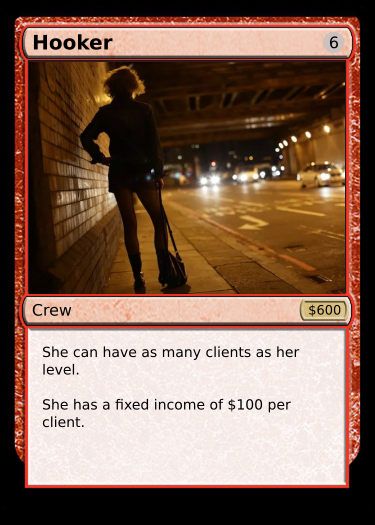 Hooker
6
Crew
$600
She can have as many clients as her
level.
She has a fixed income of $100 per
client.